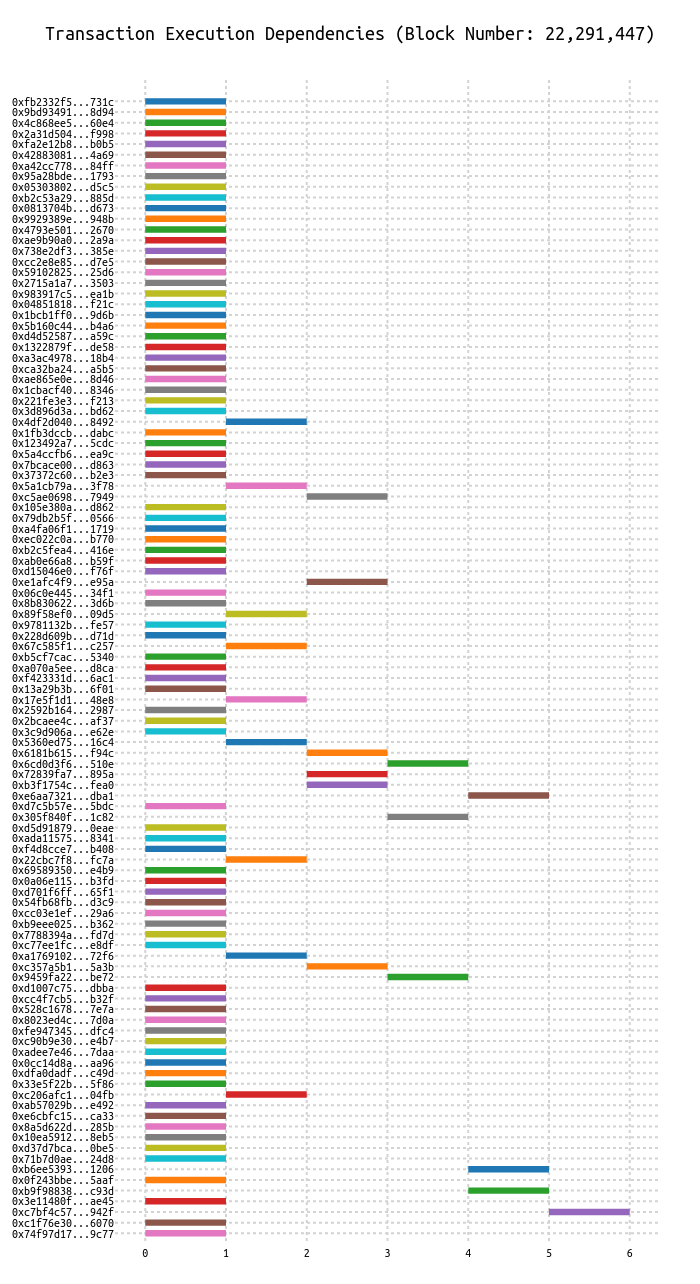 Transaction Execution Dependencies (Block Number: 22,291,447)
0xfb2332f5...731c
0x9bd93491...8d94
0x4c868ee5...60e4
0x2a31d504...f998
0xfa2e12b8...b0b5
0x42883081...4a69
0xa42cc778...84ff
0x95a28bde...1793
0x05303802...d5c5
0xb2c53a29...885d
0x0813704b...d673
0x9929389e...948b
0x4793e501...2670
0xae9b90a0...2a9a
0x738e2df3...385e
0xcc2e8e85...d7e5
0x59102825...25d6
0x2715a1a7...3503
0x983917c5...ea1b
0x04851818...f21c
0x1bcb1ff0...9d6b
0x5b160c44...b4a6
0xd4d52587...a59c
0x1322879f...de58
0xa3ac4978...18b4
0xca32ba24...a5b5
0xae865e0e...8d46
0x1cbacf40...8346
0x221fe3e3...f213
0x3d896d3a...bd62
0x4df2d040...8492
0x1fb3dccb...dabc
0x123492a7...5cdc
0x5a4ccfb6...ea9c
0x7bcace00...d863
0x37372c60...b2e3
0x5a1cb79a...3f78
0xc5ae0698...7949
0x105e380a...d862
0x79db2b5f...0566
0xa4fa06f1...1719
0xec022c0a...b770
0xb2c5fea4...416e
0xab0e66a8...b59f
0xd15046e0...f76f
0xe1afc4f9...e95a
0x06c0e445...34f1
0x8b830622...3d6b
0x89f58ef0...09d5
0x9781132b...fe57
0x228d609b...d71d
0x67c585f1...c257
0xb5cf7cac...5340
0xa070a5ee...d8ca
0xf423331d...6ac1
0x13a29b3b...6f01
0x17e5f1d1...48e8
0x2592b164...2987
0x2bcaee4c...af37
0x3c9d906a...e62e
0x5360ed75...16c4
0x6181b615...f94c
0x6cd0d3f6...510e
0x72839fa7...895a
0xb3f1754c...fea0
0xe6aa7321...dba1
0xd7c5b57e...5bdc
0x305f840f...1c82
0xd5d91879...0eae
0xada11575...8341
0xf4d8cce7...b408
0x22cbc7f8...fc7a
0x69589350...e4b9
0x0a06e115...b3fd
0xd701f6ff...65f1
0x54fb68fb...d3c9
0xcc03e1ef...29a6
0xb9eee025...b362
0x7788394a...fd7d
0xc77ee1fc...e8df
0xa1769102...72f6
0xc357a5b1...5a3b
0x9459fa22...be72
0xd1007c75...dbba
0xcc4f7cb5...b32f
0x528c1678...7e7a
0x8023ed4c...7d0a
0xfe947345...dfc4
0xc90b9e30...e4b7
0xadee7e46...7daa
0x0cc14d8a...aa96
0xdfa0dadf...c49d
0x33e5f22b...5f86
0xc206afc1...04fb
0xab57029b...e492
0xe6cbfc15...ca33
0x8a5d622d...285b
0x10ea5912...8eb5
0xd37d7bca...0be5
0x71b7d0ae...24d8
0xb6ee5393...1206
0x0f243bbe...5aaf
0xb9f98838...c93d
0x3e11480f...ae45
0xc7bf4c57...942f
0xc1f76e30...6070
0x74f97d17...9c77
0 1 2 3 4 5 6